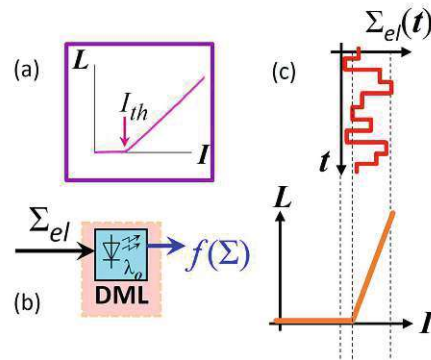 (a)
L
I_th
I
Σ_el
λ_o
f(Σ)
DML
(b)
Σ_el(t)
(c)
t
L
I